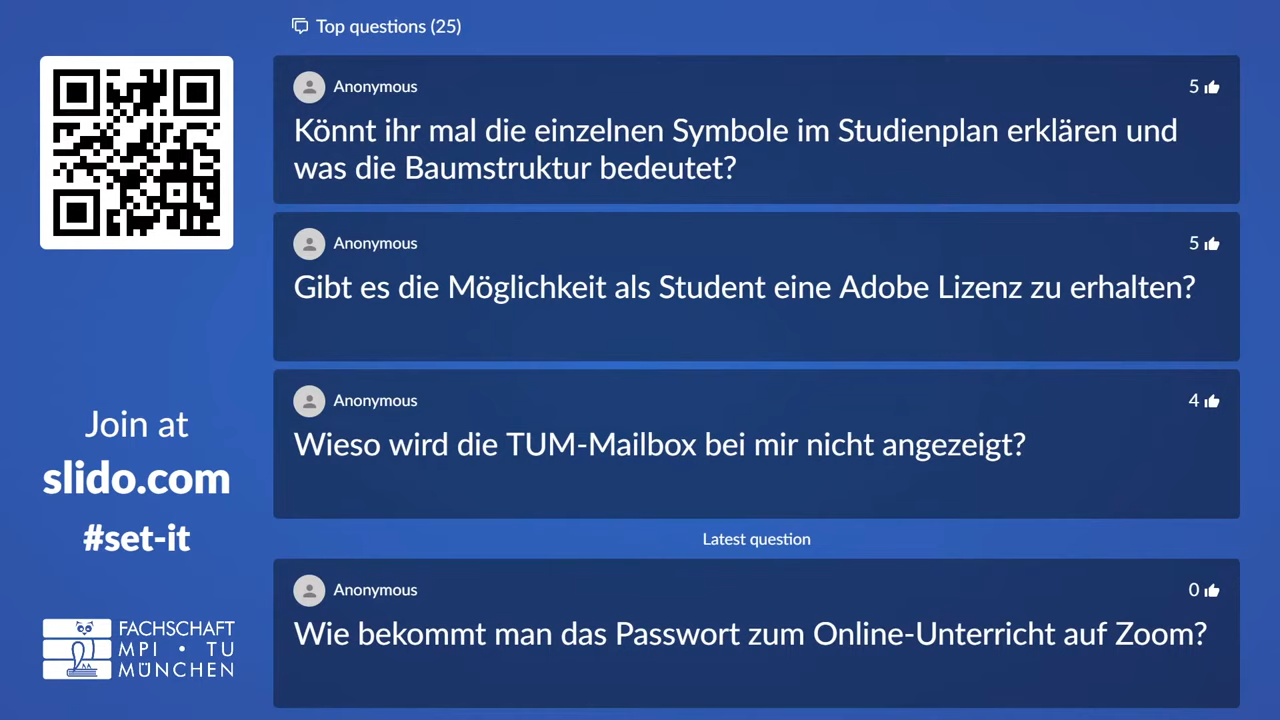 Top questions (25)
Anonymous
5
Könnt ihr mal die einzelnen Symbole im Studienplan erklären und
was die Baumstruktur bedeutet?
Anonymous
5
Gibt es die Möglichkeit als Student eine Adobe Lizenz zu erhalten?
Anonymous
4
Wieso wird die TUM-Mailbox bei mir nicht angezeigt?
Latest question
Anonymous
0
Wie bekommt man das Passwort zum Online-Unterricht auf Zoom?
Join at
slido.com
#set-it
FACHSCHAFT
MPI • TU
MÜNCHEN